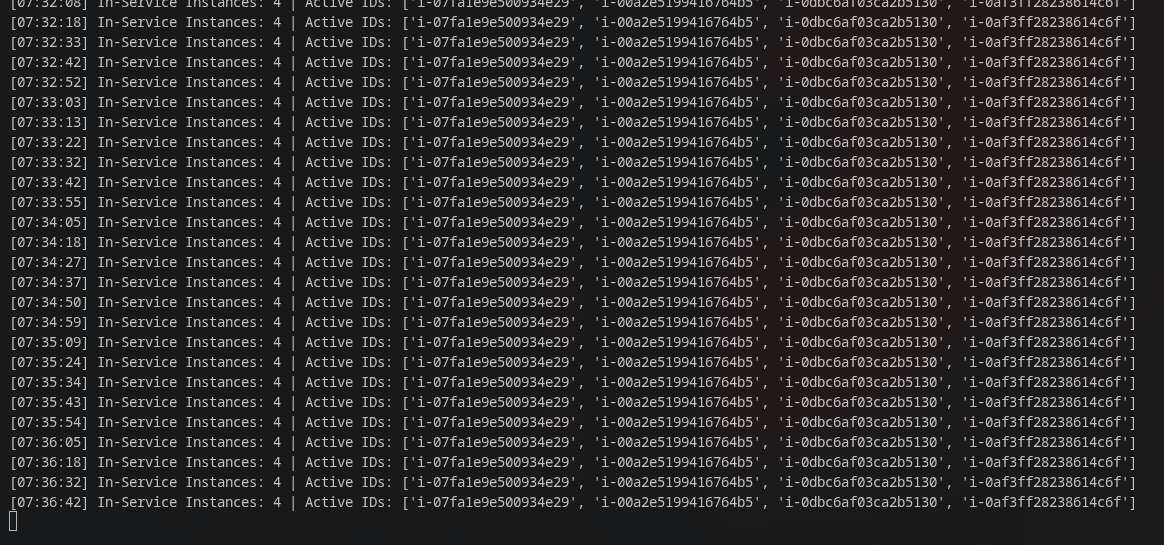 [07:32:08] In-Service Instances: 4 | Active IDs: ['i-07fa1e9e500934e29', 'i-00a2e5199416764b5', 'i-0dbc6af03ca2b5130', 'i-0af3ff28238614c6f']
[07:32:18] In-Service Instances: 4 | Active IDs: ['i-07fa1e9e500934e29', 'i-00a2e5199416764b5', 'i-0dbc6af03ca2b5130', 'i-0af3ff28238614c6f']
[07:32:33] In-Service Instances: 4 | Active IDs: ['i-07fa1e9e500934e29', 'i-00a2e5199416764b5', 'i-0dbc6af03ca2b5130', 'i-0af3ff28238614c6f']
[07:32:42] In-Service Instances: 4 | Active IDs: ['i-07fa1e9e500934e29', 'i-00a2e5199416764b5', 'i-0dbc6af03ca2b5130', 'i-0af3ff28238614c6f']
[07:32:52] In-Service Instances: 4 | Active IDs: ['i-07fa1e9e500934e29', 'i-00a2e5199416764b5', 'i-0dbc6af03ca2b5130', 'i-0af3ff28238614c6f']
[07:33:03] In-Service Instances: 4 | Active IDs: ['i-07fa1e9e500934e29', 'i-00a2e5199416764b5', 'i-0dbc6af03ca2b5130', 'i-0af3ff28238614c6f']
[07:33:13] In-Service Instances: 4 | Active IDs: ['i-07fa1e9e500934e29', 'i-00a2e5199416764b5', 'i-0dbc6af03ca2b5130', 'i-0af3ff28238614c6f']
[07:33:22] In-Service Instances: 4 | Active IDs: ['i-07fa1e9e500934e29', 'i-00a2e5199416764b5', 'i-0dbc6af03ca2b5130', 'i-0af3ff28238614c6f']
[07:33:32] In-Service Instances: 4 | Active IDs: ['i-07fa1e9e500934e29', 'i-00a2e5199416764b5', 'i-0dbc6af03ca2b5130', 'i-0af3ff28238614c6f']
[07:33:42] In-Service Instances: 4 | Active IDs: ['i-07fa1e9e500934e29', 'i-00a2e5199416764b5', 'i-0dbc6af03ca2b5130', 'i-0af3ff28238614c6f']
[07:33:55] In-Service Instances: 4 | Active IDs: ['i-07fa1e9e500934e29', 'i-00a2e5199416764b5', 'i-0dbc6af03ca2b5130', 'i-0af3ff28238614c6f']
[07:34:05] In-Service Instances: 4 | Active IDs: ['i-07fa1e9e500934e29', 'i-00a2e5199416764b5', 'i-0dbc6af03ca2b5130', 'i-0af3ff28238614c6f']
[07:34:18] In-Service Instances: 4 | Active IDs: ['i-07fa1e9e500934e29', 'i-00a2e5199416764b5', 'i-0dbc6af03ca2b5130', 'i-0af3ff28238614c6f']
[07:34:27] In-Service Instances: 4 | Active IDs: ['i-07fa1e9e500934e29', 'i-00a2e5199416764b5', 'i-0dbc6af03ca2b5130', 'i-0af3ff28238614c6f']
[07:34:37] In-Service Instances: 4 | Active IDs: ['i-07fa1e9e500934e29', 'i-00a2e5199416764b5', 'i-0dbc6af03ca2b5130', 'i-0af3ff28238614c6f']
[07:34:50] In-Service Instances: 4 | Active IDs: ['i-07fa1e9e500934e29', 'i-00a2e5199416764b5', 'i-0dbc6af03ca2b5130', 'i-0af3ff28238614c6f']
[07:34:59] In-Service Instances: 4 | Active IDs: ['i-07fa1e9e500934e29', 'i-00a2e5199416764b5', 'i-0dbc6af03ca2b5130', 'i-0af3ff28238614c6f']
[07:35:09] In-Service Instances: 4 | Active IDs: ['i-07fa1e9e500934e29', 'i-00a2e5199416764b5', 'i-0dbc6af03ca2b5130', 'i-0af3ff28238614c6f']
[07:35:24] In-Service Instances: 4 | Active IDs: ['i-07fa1e9e500934e29', 'i-00a2e5199416764b5', 'i-0dbc6af03ca2b5130', 'i-0af3ff28238614c6f']
[07:35:34] In-Service Instances: 4 | Active IDs: ['i-07fa1e9e500934e29', 'i-00a2e5199416764b5', 'i-0dbc6af03ca2b5130', 'i-0af3ff28238614c6f']
[07:35:43] In-Service Instances: 4 | Active IDs: ['i-07fa1e9e500934e29', 'i-00a2e5199416764b5', 'i-0dbc6af03ca2b5130', 'i-0af3ff28238614c6f']
[07:35:54] In-Service Instances: 4 | Active IDs: ['i-07fa1e9e500934e29', 'i-00a2e5199416764b5', 'i-0dbc6af03ca2b5130', 'i-0af3ff28238614c6f']
[07:36:05] In-Service Instances: 4 | Active IDs: ['i-07fa1e9e500934e29', 'i-00a2e5199416764b5', 'i-0dbc6af03ca2b5130', 'i-0af3ff28238614c6f']
[07:36:18] In-Service Instances: 4 | Active IDs: ['i-07fa1e9e500934e29', 'i-00a2e5199416764b5', 'i-0dbc6af03ca2b5130', 'i-0af3ff28238614c6f']
[07:36:32] In-Service Instances: 4 | Active IDs: ['i-07fa1e9e500934e29', 'i-00a2e5199416764b5', 'i-0dbc6af03ca2b5130', 'i-0af3ff28238614c6f']
[07:36:42] In-Service Instances: 4 | Active IDs: ['i-07fa1e9e500934e29', 'i-00a2e5199416764b5', 'i-0dbc6af03ca2b5130', 'i-0af3ff28238614c6f']